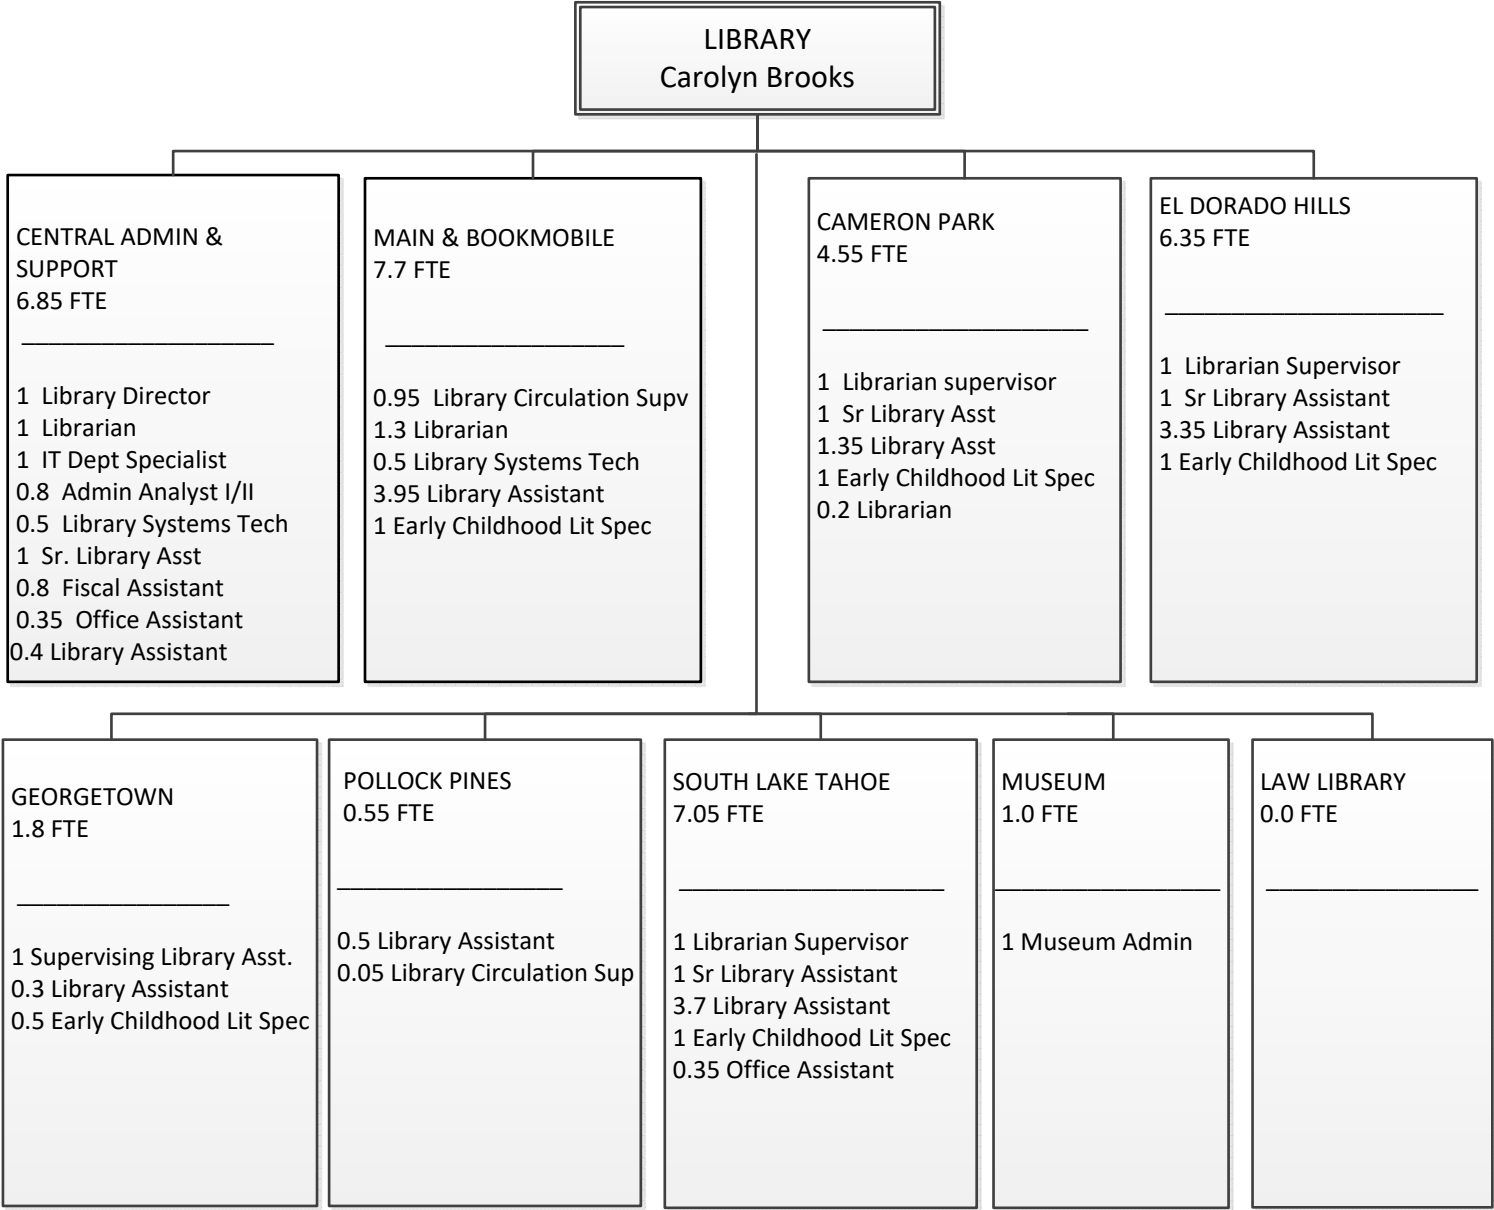 LIBRARY
Carolyn Brooks
CENTRAL ADMIN &
SUPPORT
6.85 FTE
1 Library Director
1 Librarian
1 IT Dept Specialist
0.8 Admin Analyst I/II
0.5 Library Systems Tech
1 Sr. Library Asst
0.8 Fiscal Assistant
0.35 Office Assistant
0.4 Library Assistant
MAIN & BOOKMOBILE
7.7 FTE
0.95 Library Circulation Supv
1.3 Librarian
0.5 Library Systems Tech
3.95 Library Assistant
1 Early Childhood Lit Spec
CAMERON PARK
4.55 FTE
1 Librarian supervisor
1 Sr Library Asst
1.35 Library Asst
1 Early Childhood Lit Spec
0.2 Librarian
EL DORADO HILLS
6.35 FTE
1 Librarian Supervisor
1 Sr Library Assistant
3.35 Library Assistant
1 Early Childhood Lit Spec
GEORGETOWN
1.8 FTE
1 Supervising Library Asst.
0.3 Library Assistant
0.5 Early Childhood Lit Spec
POLLOCK PINES
0.55 FTE
0.5 Library Assistant
0.05 Library Circulation Sup
SOUTH LAKE TAHOE
7.05 FTE
1 Librarian Supervisor
1 Sr Library Assistant
3.7 Library Assistant
1 Early Childhood Lit Spec
0.35 Office Assistant
MUSEUM
1.0 FTE
1 Museum Admin
LAW LIBRARY
0.0 FTE